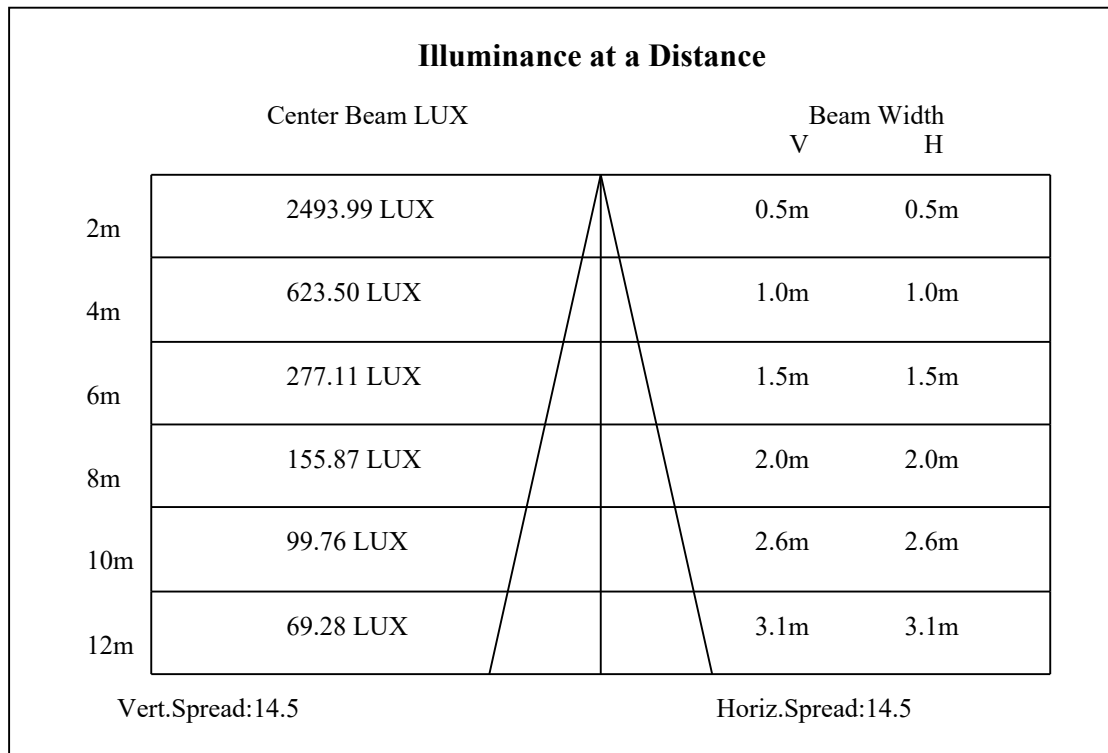 Illuminance at a Distance
Center Beam LUX Beam Width
V H
2m 2493.99 LUX 0.5m 0.5m
4m 623.50 LUX 1.0m 1.0m
6m 277.11 LUX 1.5m 1.5m
8m 155.87 LUX 2.0m 2.0m
10m 99.76 LUX 2.6m 2.6m
12m 69.28 LUX 3.1m 3.1m
Vert.Spread:14.5 Horiz.Spread:14.5